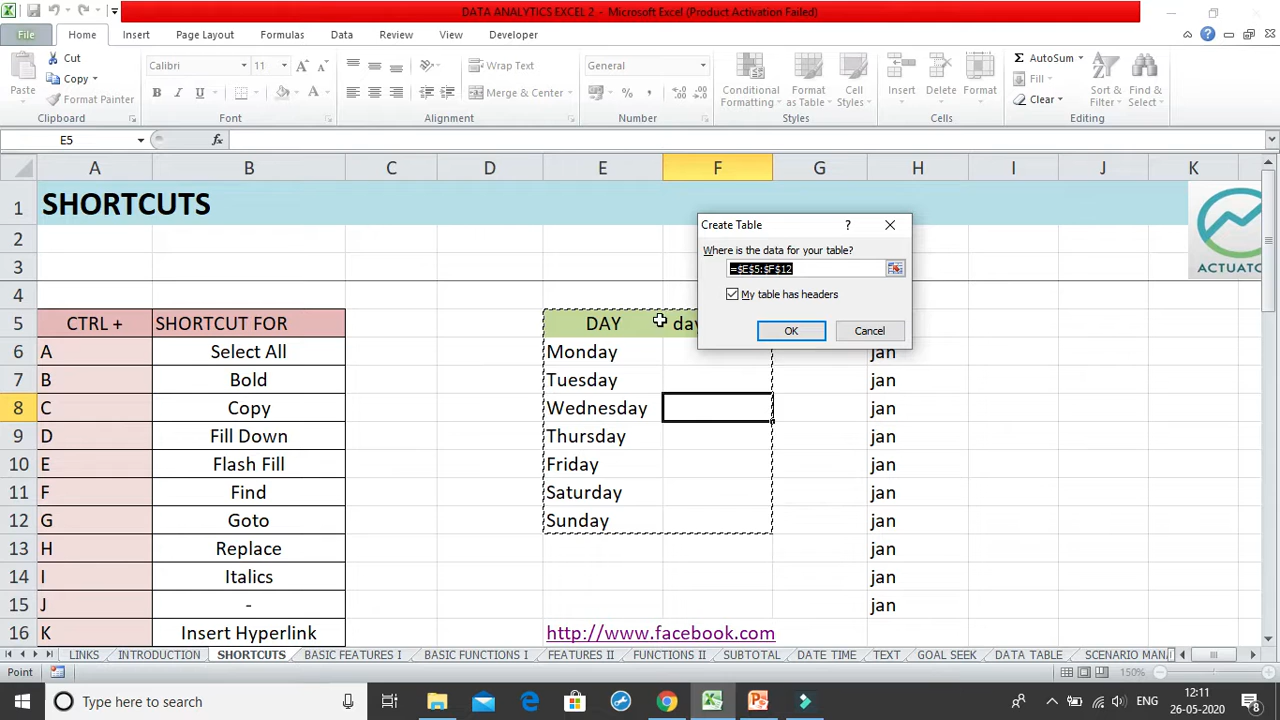 DATA ANALYTICS EXCEL 2 - Microsoft Excel (Product Activation Failed)
File Home Insert Page Layout Formulas Data Review View Developer
Cut
Copy
Format Painter
Paste
Clipboard
Calibri 11
B I U A
Font
Wrap Text
Merge & Center
Alignment
General
% ,
Number
Conditional Formatting
Format as Table
Cell Styles
Styles
Insert Delete Format
Cells
Σ AutoSum
Fill
Clear
Sort & Filter
Find & Select
Editing
E5 fx
A B C D E F G H I J K
1 SHORTCUTS
2
3 ACTUATO
4
5 CTRL + SHORTCUT FOR DAY day
6 A Select All Monday jan
7 B Bold Tuesday jan
8 C Copy Wednesday jan
9 D Fill Down Thursday jan
10 E Flash Fill Friday jan
11 F Find Saturday jan
12 G Goto Sunday jan
13 H Replace jan
14 I Italics jan
15 J - jan
16 K Insert Hyperlink http://www.facebook.com
Create Table ?
Where is the data for your table?
=$E$5:$F$12
My table has headers
OK Cancel
LINKS INTRODUCTION SHORTCUTS BASIC FEATURES I BASIC FUNCTIONS I FEATURES II FUNCTIONS II SUBTOTAL DATE TIME TEXT GOAL SEEK DATA TABLE SCENARIO MAN
Point 150%
Type here to search
ENG
12:11
26-05-2020
8